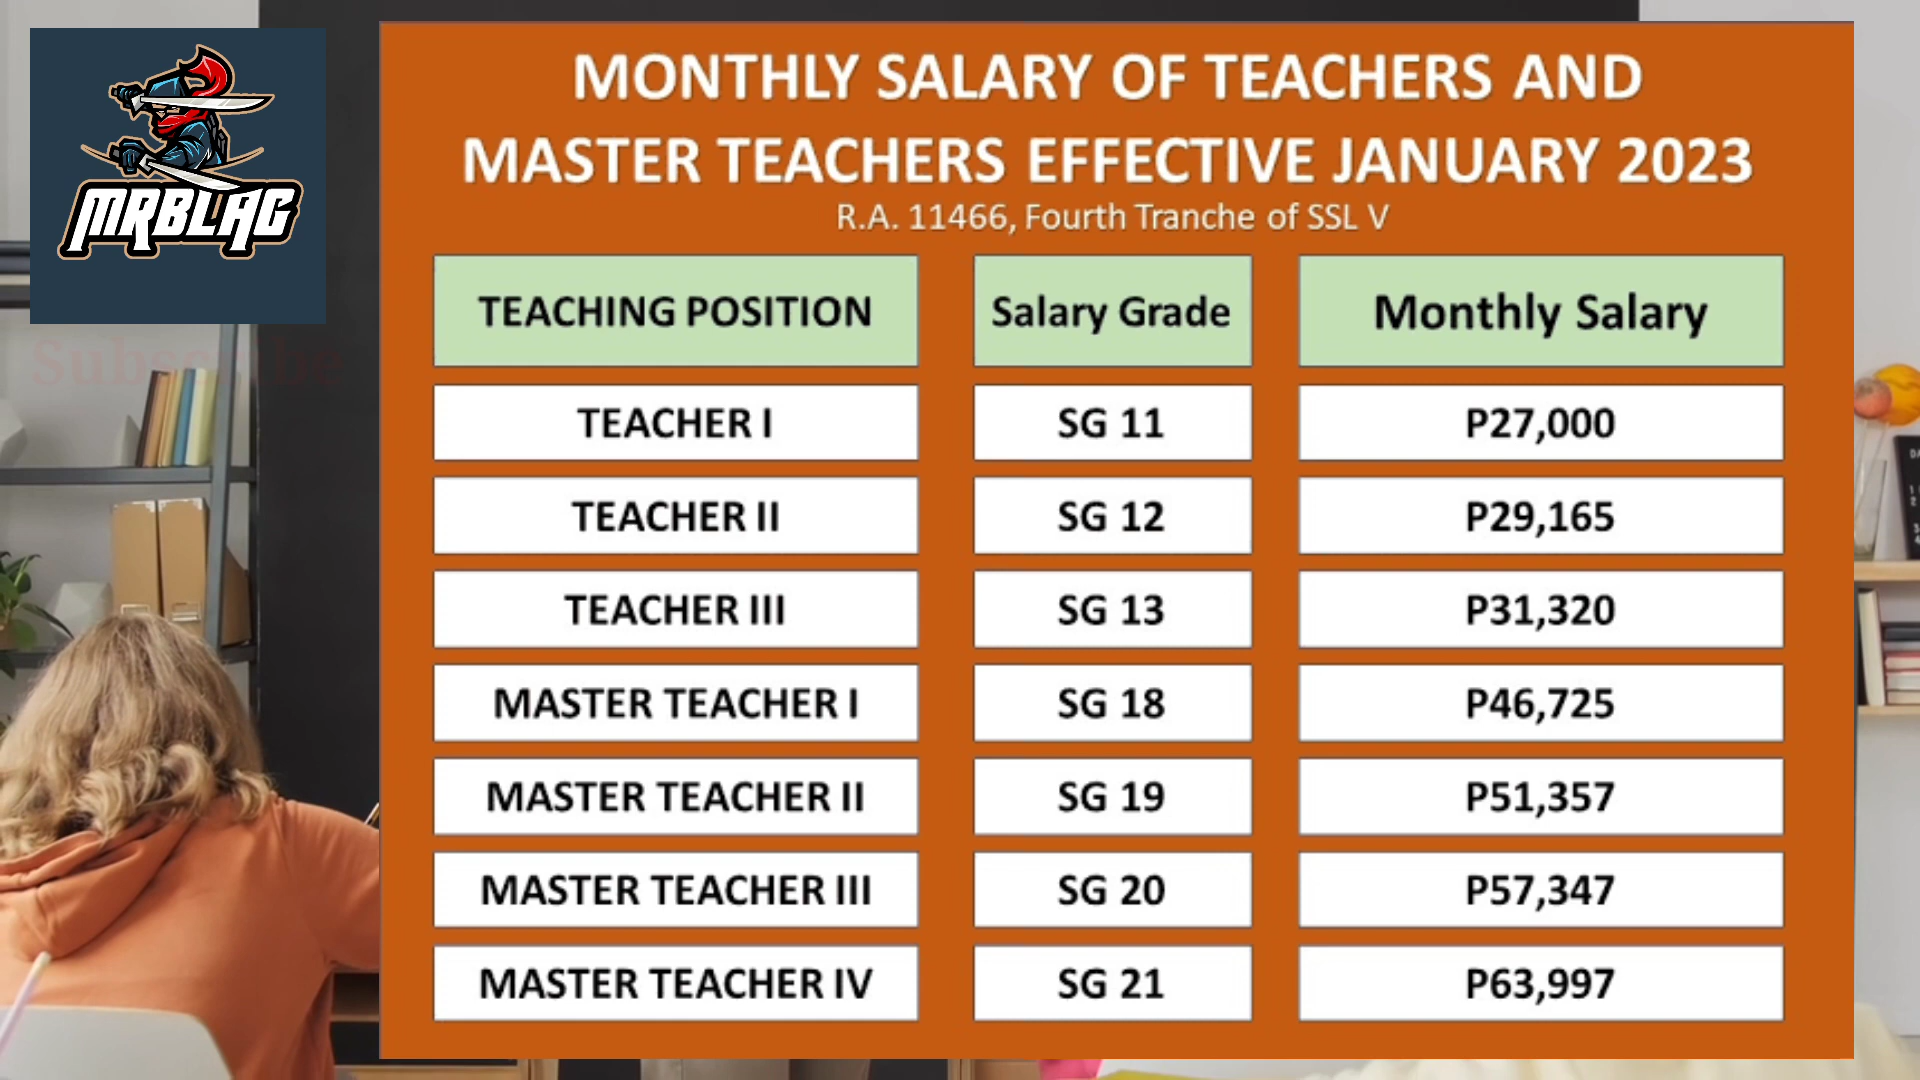 MRBLAG
Subscribe
MONTHLY SALARY OF TEACHERS AND
MASTER TEACHERS EFFECTIVE JANUARY 2023
R.A. 11466, Fourth Tranche of SSL V
TEACHING POSITION Salary Grade Monthly Salary
TEACHER I SG 11 P27,000
TEACHER II SG 12 P29,165
TEACHER III SG 13 P31,320
MASTER TEACHER I SG 18 P46,725
MASTER TEACHER II SG 19 P51,357
MASTER TEACHER III SG 20 P57,347
MASTER TEACHER IV SG 21 P63,997